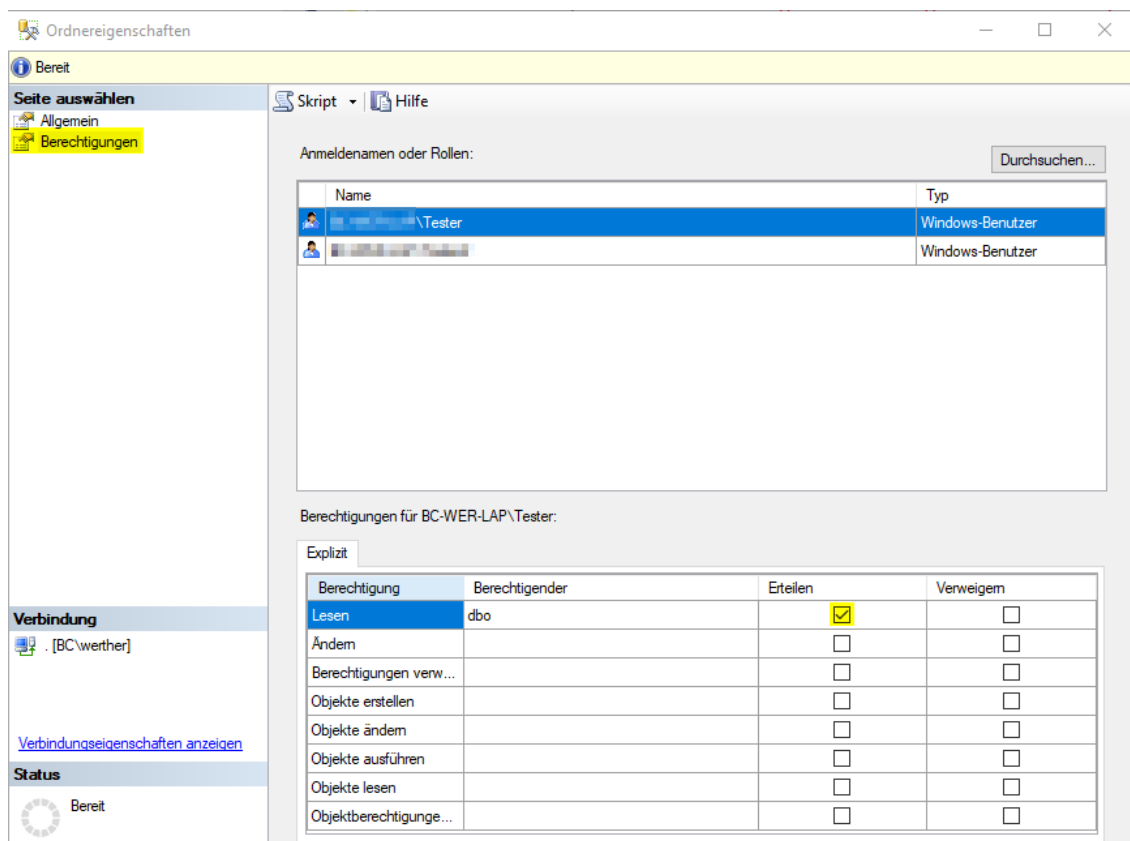 Ordnereigenschaften
Bereit
Seite auswählen
Allgemein
Berechtigungen
Skript Hilfe
Anmeldenamen oder Rollen:
Durchsuchen...
Name Typ
\Tester Windows-Benutzer
Windows-Benutzer
Berechtigungen für BC-WER-LAP\Tester:
Explizit
Berechtigung Berechtigender Erteilen Verweigern
Lesen dbo
Ändern
Berechtigungen verw...
Objekte erstellen
Objekte ändern
Objekte ausführen
Objekte lesen
Objektberechtigunge...
Verbindung
. [BC\werther]
Verbindungseigenschaften anzeigen
Status
Bereit